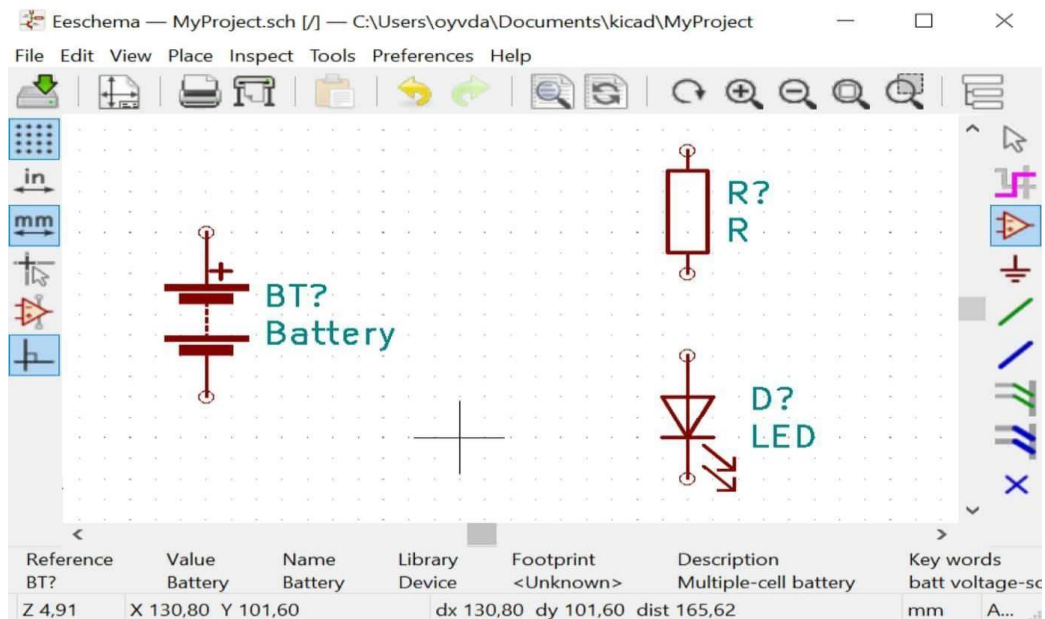 Eeschema — MyProject.sch [/] — C:\Users\oyvda\Documents\kicad\MyProject
File Edit View Place Inspect Tools Preferences Help
in
mm
R?
R
+
BT?
Battery
D?
LED
Reference Value Name Library Footprint Description Key words
BT? Battery Battery Device <Unknown> Multiple-cell battery batt voltage-sc
Z 4,91 X 130,80 Y 101,60 dx 130,80 dy 101,60 dist 165,62 mm A...